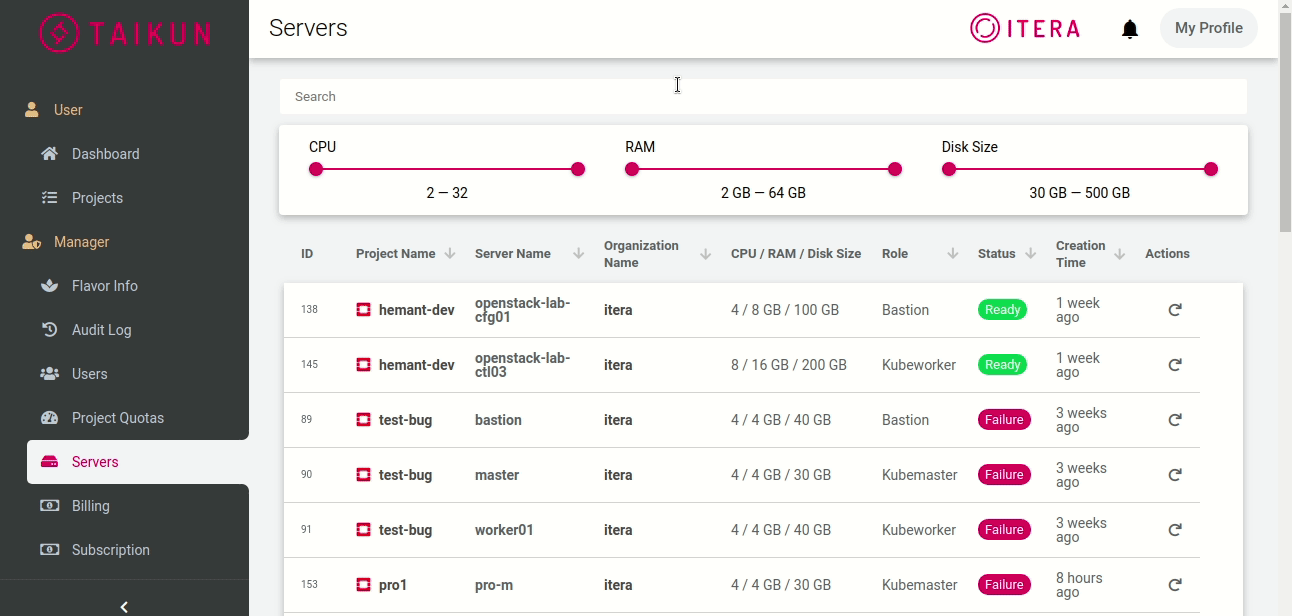 TAIKUN
Servers
ITERA
My Profile
User
Dashboard
Projects
Manager
Flavor Info
Audit Log
Users
Project Quotas
Servers
Billing
Subscription
Search
CPU
RAM
Disk Size
2 — 32
2 GB — 64 GB
30 GB — 500 GB
ID
Project Name
Server Name
Organization
Name
CPU / RAM / Disk Size
Role
Status
Creation
Time
Actions
138
hemant-dev
openstack-lab-
cfg01
itera
4 / 8 GB / 100 GB
Bastion
Ready
1 week
ago
145
hemant-dev
openstack-lab-
ctl03
itera
8 / 16 GB / 200 GB
Kubeworker
Ready
1 week
ago
89
test-bug
bastion
itera
4 / 4 GB / 40 GB
Bastion
Failure
3 weeks
ago
90
test-bug
master
itera
4 / 4 GB / 30 GB
Kubemaster
Failure
3 weeks
ago
91
test-bug
worker01
itera
4 / 4 GB / 40 GB
Kubeworker
Failure
3 weeks
ago
153
pro1
pro-m
itera
4 / 4 GB / 30 GB
Kubemaster
Failure
8 hours
ago